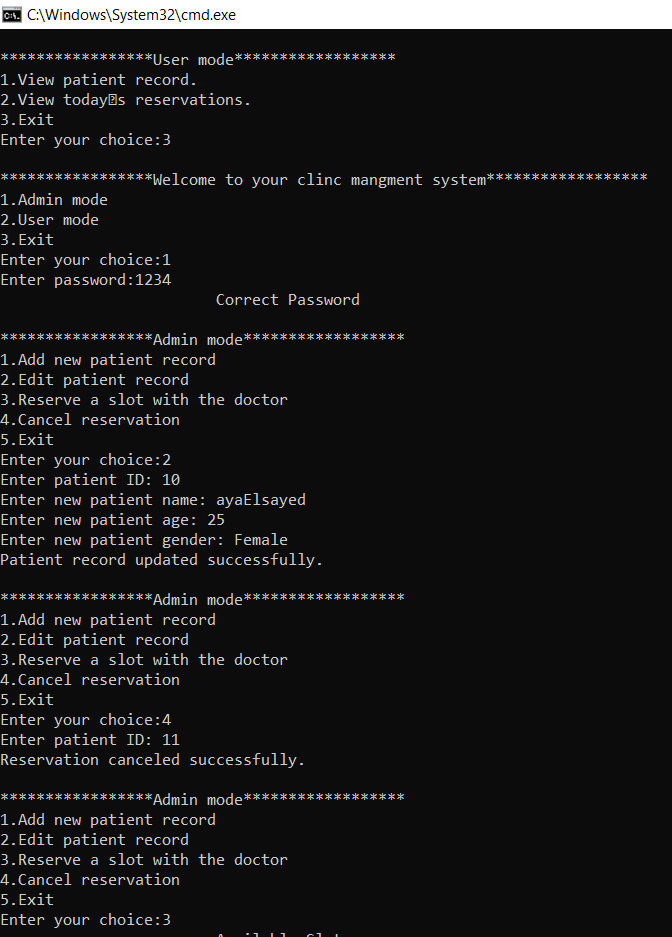 C:\Windows\System32\cmd.exe
*****************User mode******************
1.View patient record.
2.View today�s reservations.
3.Exit
Enter your choice:3
*****************Welcome to your clinc mangment system******************
1.Admin mode
2.User mode
3.Exit
Enter your choice:1
Enter password:1234
Correct Password
*****************Admin mode******************
1.Add new patient record
2.Edit patient record
3.Reserve a slot with the doctor
4.Cancel reservation
5.Exit
Enter your choice:2
Enter patient ID: 10
Enter new patient name: ayaElsayed
Enter new patient age: 25
Enter new patient gender: Female
Patient record updated successfully.
*****************Admin mode******************
1.Add new patient record
2.Edit patient record
3.Reserve a slot with the doctor
4.Cancel reservation
5.Exit
Enter your choice:4
Enter patient ID: 11
Reservation canceled successfully.
*****************Admin mode******************
1.Add new patient record
2.Edit patient record
3.Reserve a slot with the doctor
4.Cancel reservation
5.Exit
Enter your choice:3